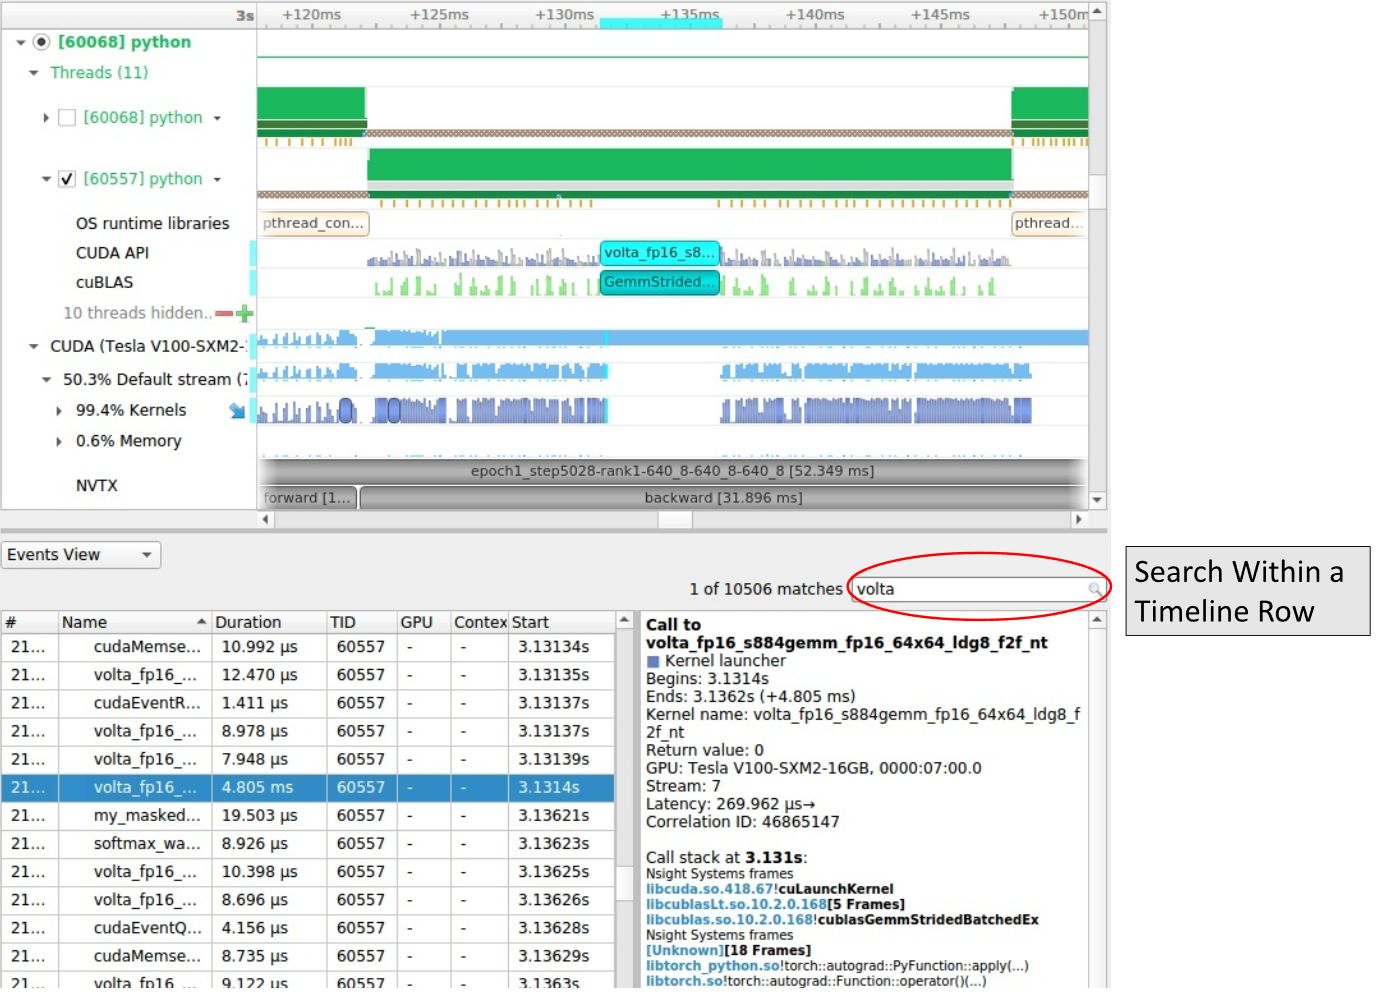 3s +120ms +125ms +130ms +135ms +140ms +145ms +150m
[60068] python
Threads (11)
[60068] python
[60557] python
OS runtime libraries pthread_con... pthread...
CUDA API volta_fp16_s8...
cuBLAS GemmStrided...
10 threads hidden..
CUDA (Tesla V100-SXM2-
50.3% Default stream (7
99.4% Kernels
0.6% Memory
epoch1_step5028-rank1-640_8-640_8-640_8 [52.349 ms]
NVTX
forward [1... backward [31.896 ms]
Events View
1 of 10506 matches volta
Search Within a
Timeline Row
# Name Duration TID GPU Contex Start
21... cudaMemse... 10.992 µs 60557 - - 3.13134s
21... volta_fp16_... 12.470 µs 60557 - - 3.13135s
21... cudaEventR... 1.411 µs 60557 - - 3.13137s
21... volta_fp16_... 8.978 µs 60557 - - 3.13137s
21... volta_fp16_... 7.948 µs 60557 - - 3.13139s
21... volta_fp16_... 4.805 ms 60557 - - 3.1314s
21... my_masked... 19.503 µs 60557 - - 3.13621s
21... softmax_wa... 8.926 µs 60557 - - 3.13623s
21... volta_fp16_... 10.398 µs 60557 - - 3.13625s
21... volta_fp16_... 8.696 µs 60557 - - 3.13626s
21... cudaEventQ... 4.156 µs 60557 - - 3.13628s
21... cudaMemse... 8.735 µs 60557 - - 3.13629s
21... volta_fp16_... 9.122 µs 60557 - - 3.1363s
Call to
volta_fp16_s884gemm_fp16_64x64_ldg8_f2f_nt
Kernel launcher
Begins: 3.1314s
Ends: 3.1362s (+4.805 ms)
Kernel name: volta_fp16_s884gemm_fp16_64x64_ldg8_f
2f_nt
Return value: 0
GPU: Tesla V100-SXM2-16GB, 0000:07:00.0
Stream: 7
Latency: 269.962 µs→
Correlation ID: 46865147
Call stack at 3.131s:
Nsight Systems frames
libcuda.so.418.67!cuLaunchKernel
libcublasLt.so.10.2.0.168[5 Frames]
libcublas.so.10.2.0.168!cublasGemmStridedBatchedEx
Nsight Systems frames
[Unknown][18 Frames]
libtorch_python.so!torch::autograd::PyFunction::apply(...)
libtorch.so!torch::autograd::Function::operator()(...)